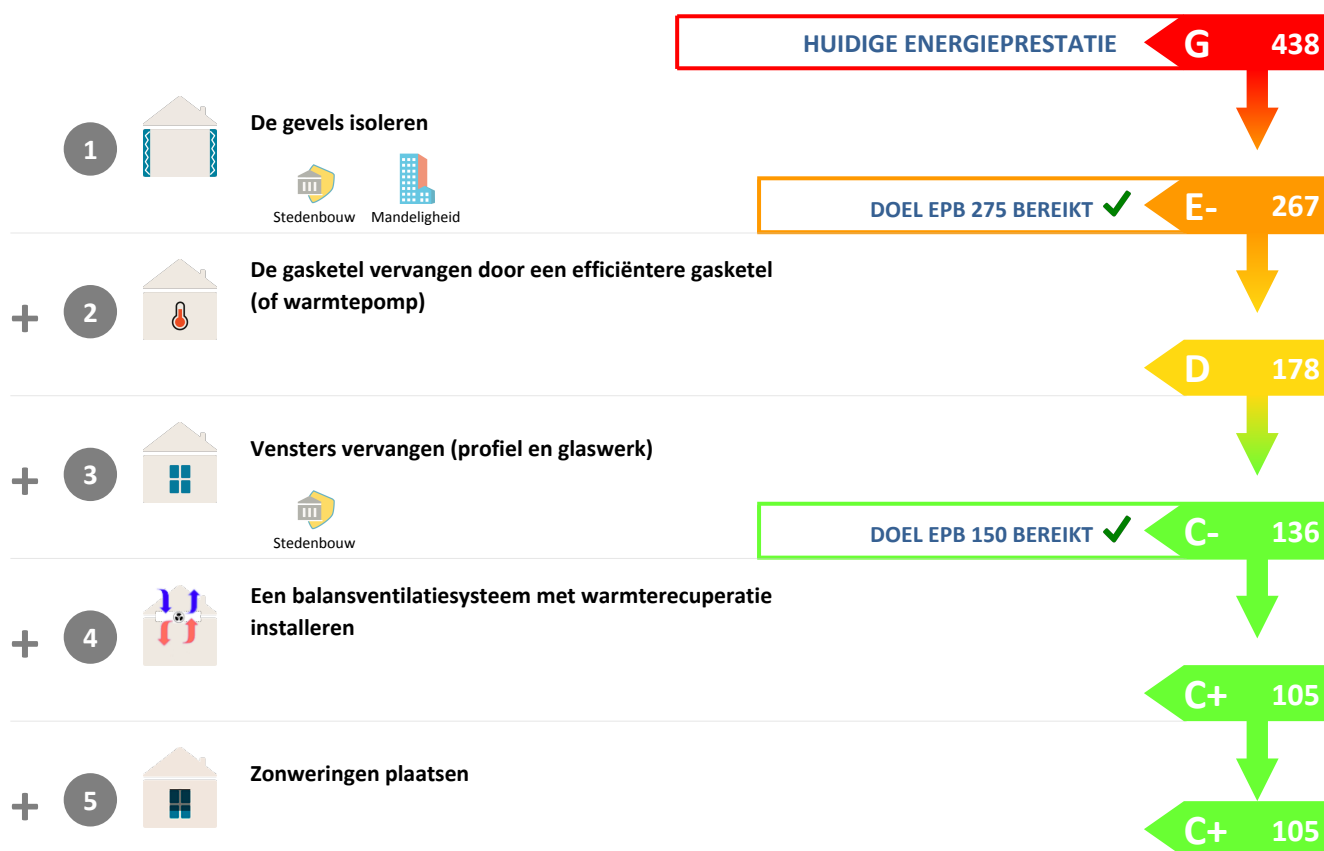 HUIDIGE ENERGIEPRESTATIE G 438
1 De gevels isoleren
Stedenbouw Mandeligheid
DOEL EPB 275 BEREIKT E- 267
+ 2 De gasketel vervangen door een efficiëntere gasketel
(of warmtepomp)
D 178
+ 3 Vensters vervangen (profiel en glaswerk)
Stedenbouw
DOEL EPB 150 BEREIKT C- 136
+ 4 Een balansventilatiesysteem met warmterecuperatie
installeren
C+ 105
+ 5 Zonweringen plaatsen
C+ 105